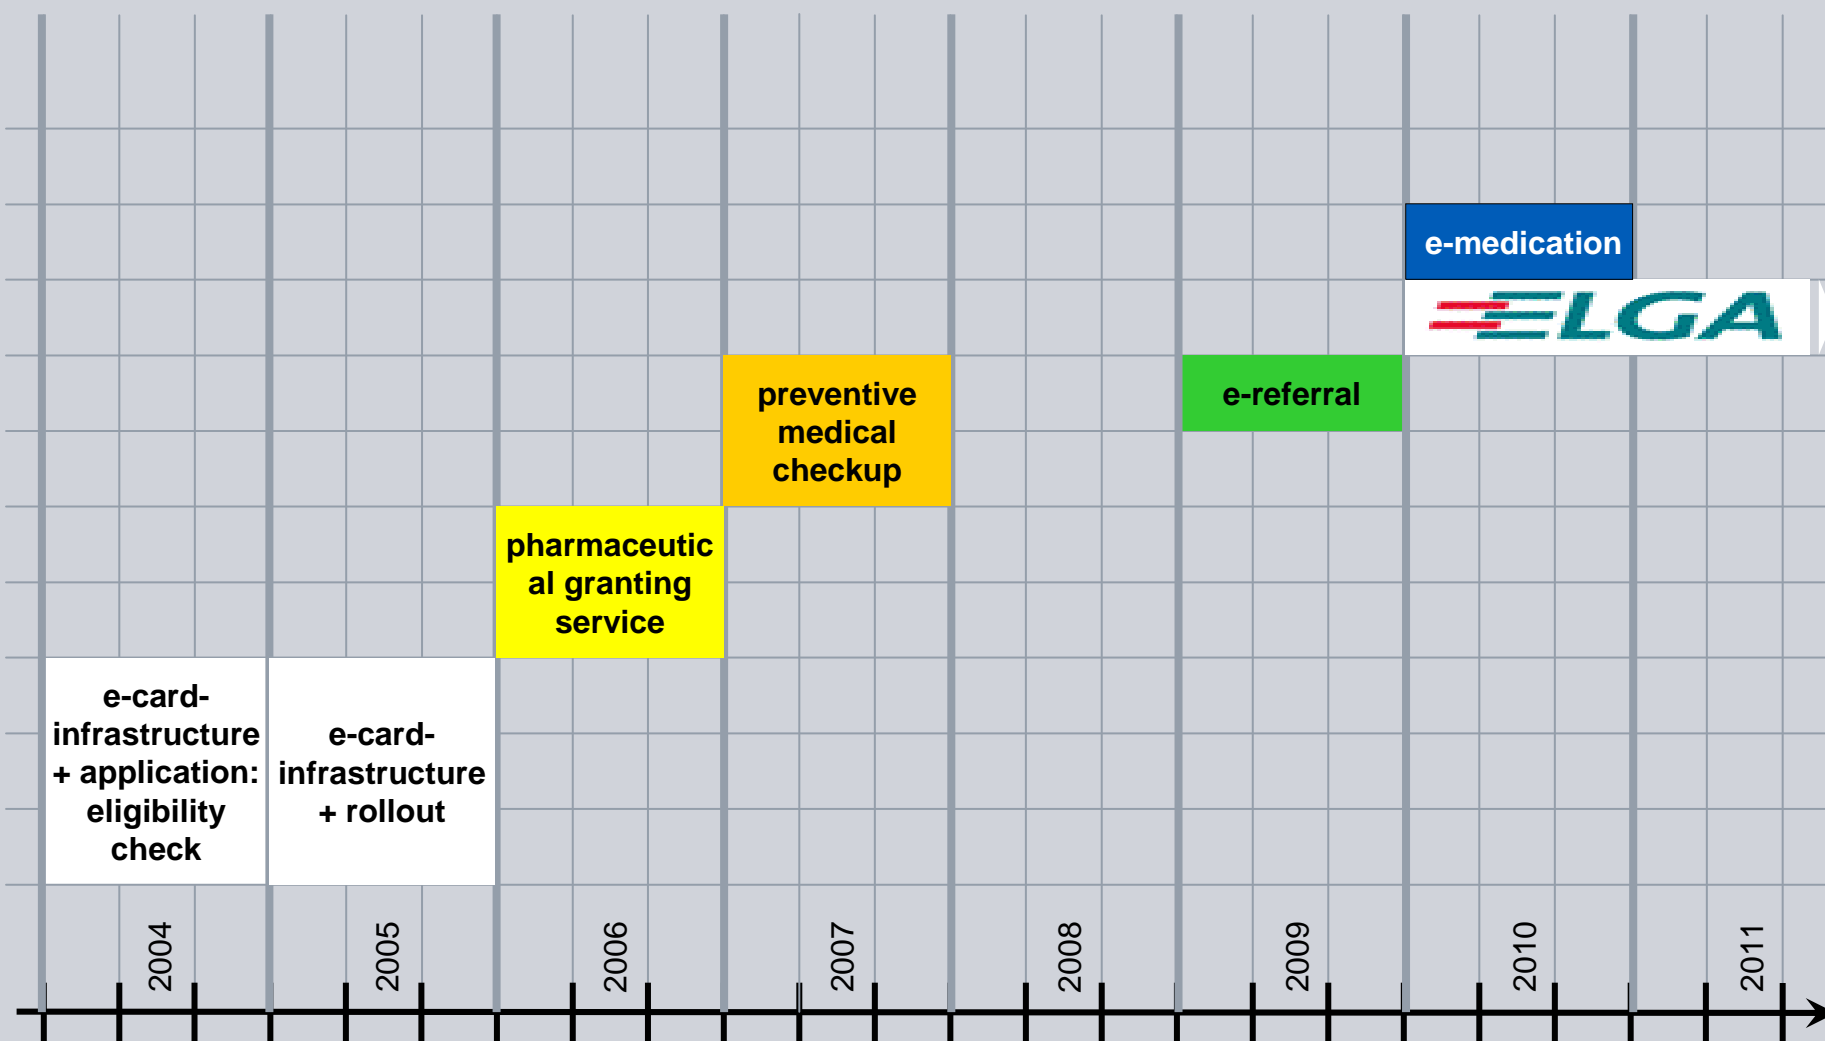 e-medication
ELGA
preventive
medical
checkup
e-referral
pharmaceutic
al granting
service
e-card-
infrastructure
+ application:
eligibility
check
e-card-
infrastructure
+ rollout
2004
2005
2006
2007
2008
2009
2010
2011